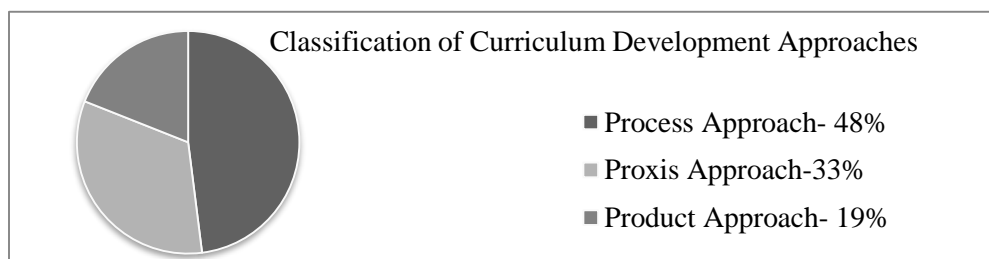 Classification of Curriculum Development Approaches
Process Approach- 48%
Proxis Approach-33%
Product Approach- 19%